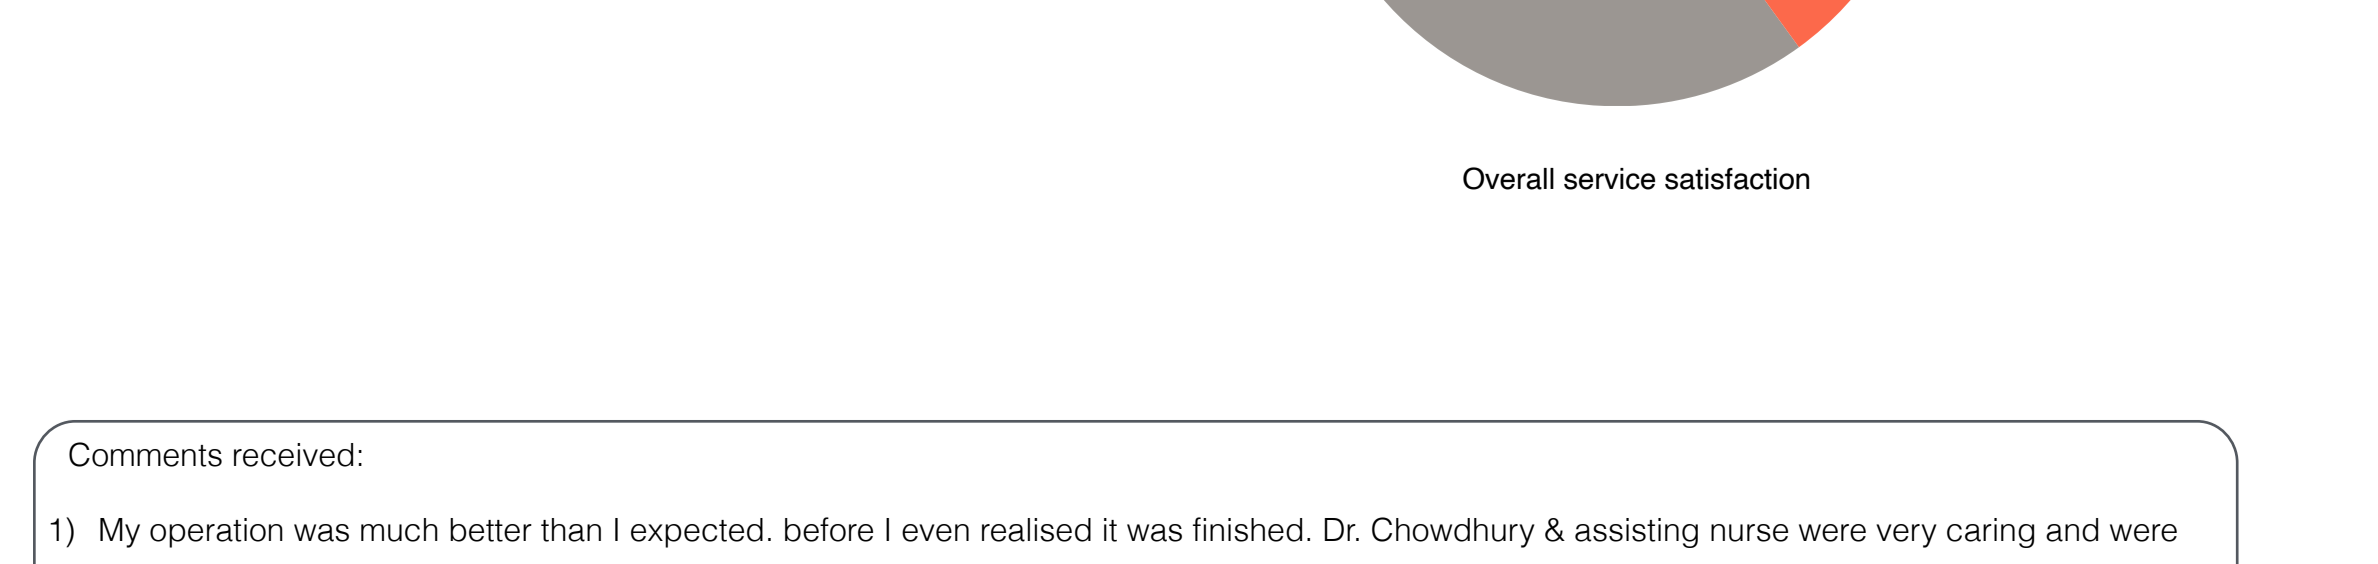 Overall service satisfaction
Comments received:
1) My operation was much better than I expected. before I even realised it was finished. Dr. Chowdhury & assisting nurse were very caring and were